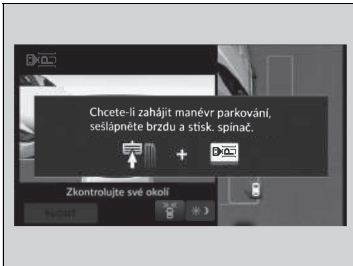 Chcete-li zahájit manévr parkování,
sešlápněte brzdu a stisk. spínač.
+
Zkontrolujte své okolí